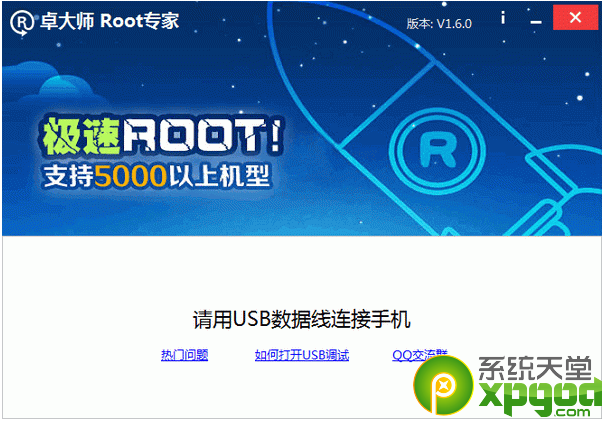 R 卓大师 Root专家
版本: V1.6.0
极速ROOT!
支持5000以上机型
R
请用USB数据线连接手机
热门问题 如何打开USB调试 QQ交流群
系统天堂
xpgod